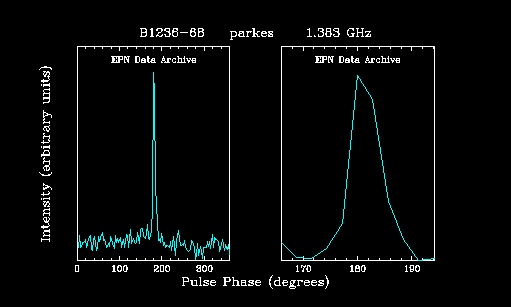 B1236-68 parkes 1.383 GHz
EPN Data Archive EPN Data Archive
Intensity (arbitrary units)
0 100 200 300 170 180 190
Pulse Phase (degrees)